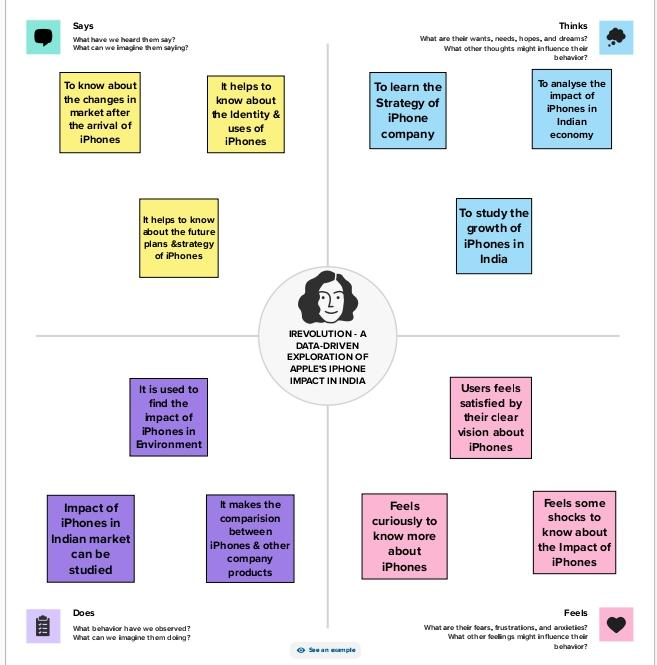 Says
What have we heard them say?
What can we imagine them saying?
Thinks
What are their wants, needs, hopes, and dreams?
What other thoughts might influence their
behavior?
To know about
the changes in
market after
the arrival of
iPhones
It helps to
know about
the Identity &
uses of
iPhones
To learn the
Strategy of
iPhone
company
To analyse the
impact of
iPhones in
Indian
economy
It helps to know
about the future
plans &strategy
of iPhones
To study the
growth of
iPhones in
India
IREVOLUTION - A
DATA-DRIVEN
EXPLORATION OF
APPLE'S IPHONE
IMPACT IN INDIA
It is used to
find the
impact of
iPhones in
Environment
Users feels
satisfied by
their clear
vision about
iPhones
Impact of
iPhones in
Indian market
can be
studied
It makes the
comparision
between
iPhones & other
company
products
Feels
curiously to
know more
about
iPhones
Feels some
shocks to
know about
the Impact of
iPhones
Does
What behavior have we observed?
What can we imagine them doing?
Feels
What are their fears, frustrations, and anxieties?
What other feelings might influence their
behavior?
See an example